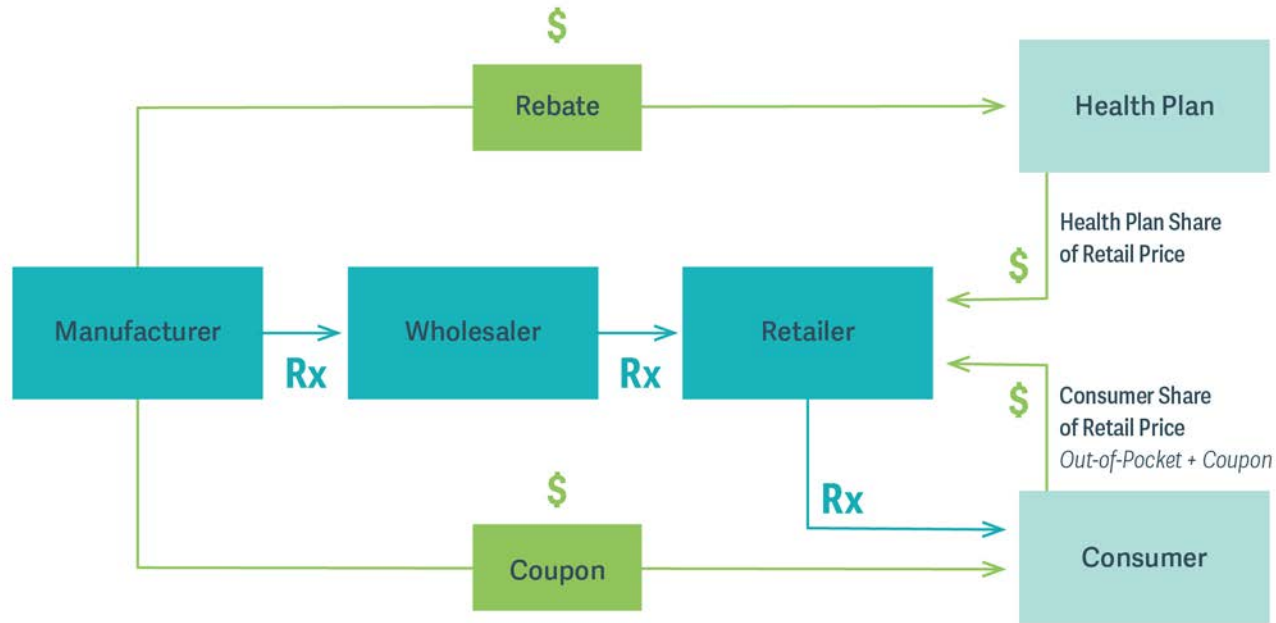 $
Rebate
Health Plan
Health Plan Share
of Retail Price
$
Manufacturer
Rx
Wholesaler
Rx
Retailer
$
Consumer Share
of Retail Price
Out-of-Pocket + Coupon
$
Rx
Coupon
Consumer